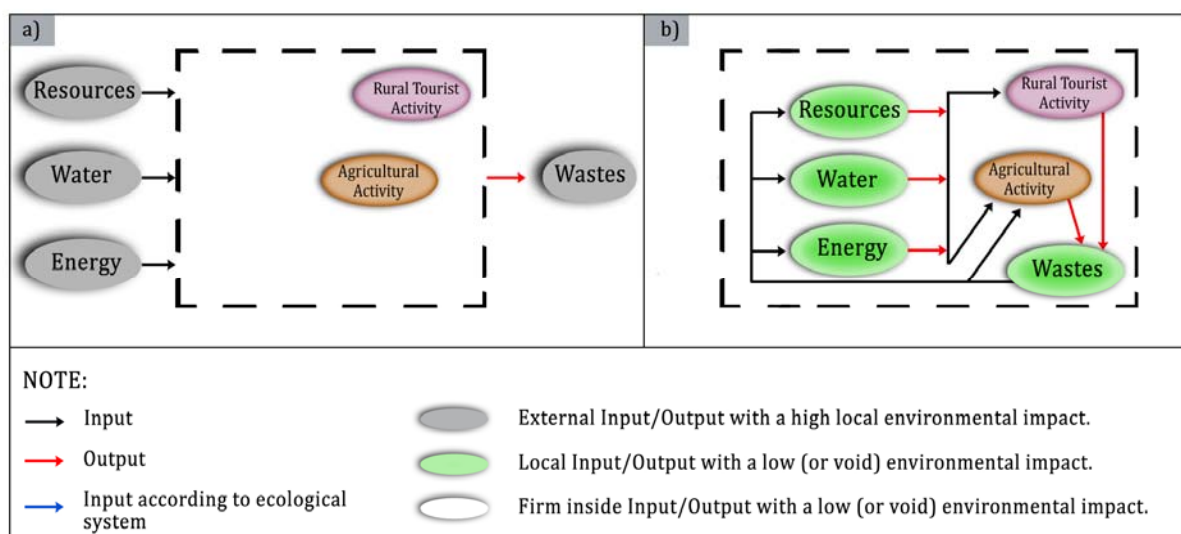 a)
Resources
Water
Energy
Rural Tourist
Activity
Agricultural
Activity
Wastes
b)
Resources
Water
Energy
Rural Tourist
Activity
Agricultural
Activity
Wastes
NOTE:
Input
Output
Input according to ecological
system
External Input/Output with a high local environmental impact.
Local Input/Output with a low (or void) environmental impact.
Firm inside Input/Output with a low (or void) environmental impact.